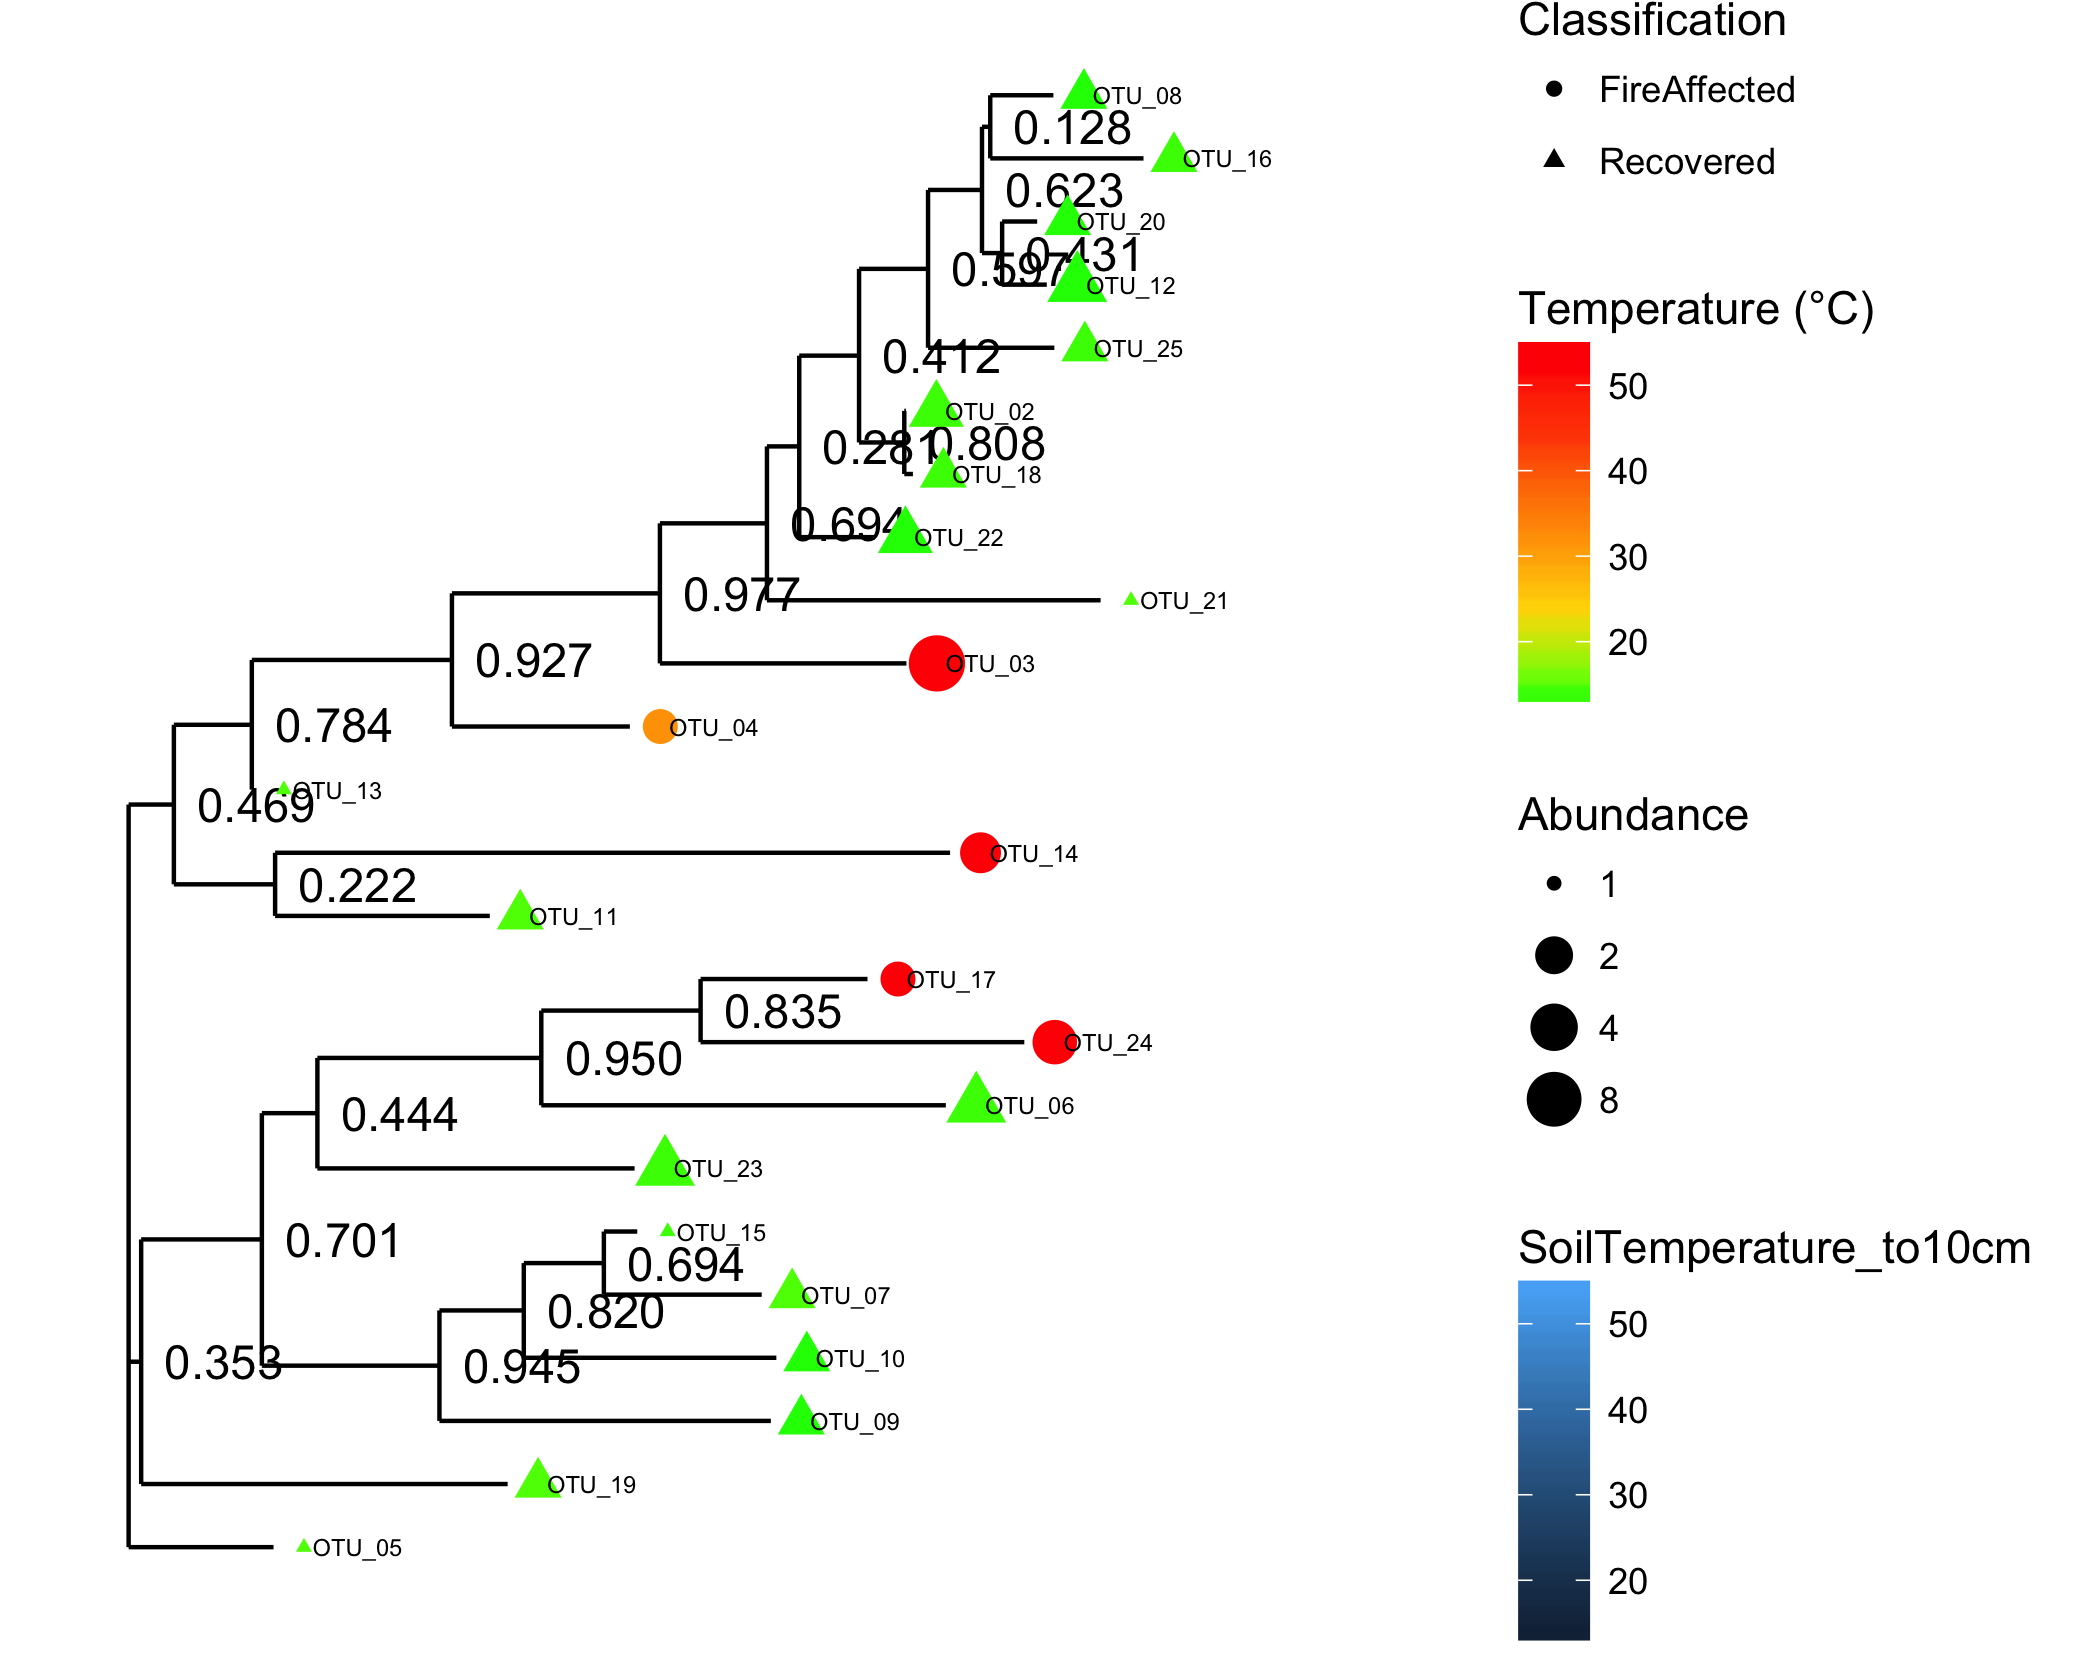 Classification
FireAffected
Recovered
OTU_08
0.128
OTU_16
0.623
OTU_20
0.431
0.597
OTU_12
OTU_25
0.412
OTU_02
0.281
0.808
OTU_18
0.694
OTU_22
0.977
OTU_21
0.927
OTU_03
0.784
OTU_04
OTU_13
0.469
OTU_14
0.222
OTU_11
OTU_17
0.835
OTU_24
0.950
OTU_06
0.444
OTU_23
OTU_15
0.701
0.694
OTU_07
0.820
OTU_10
0.353
0.945
OTU_09
OTU_19
OTU_05
Temperature (°C)
50
40
30
20
Abundance
1
2
4
8
SoilTemperature_to10cm
50
40
30
20